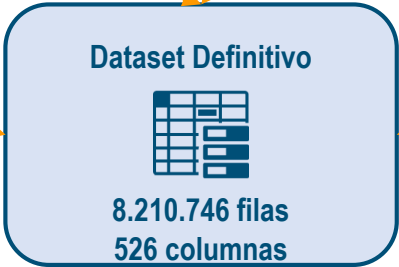 Dataset Definitivo
8.210.746 filas
526 columnas